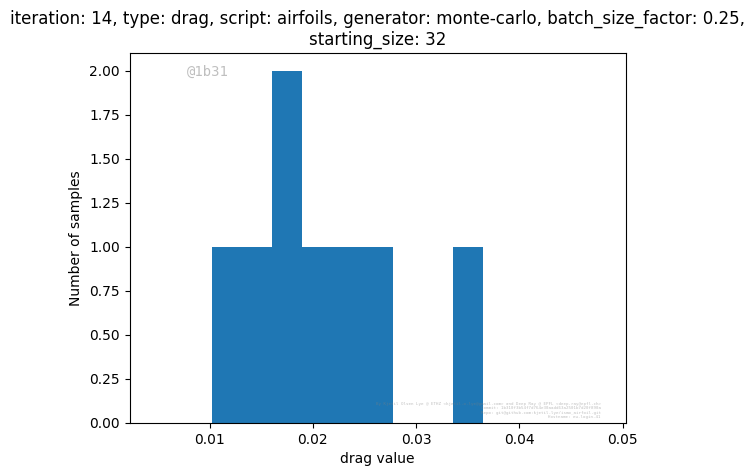 iteration: 14, type: drag, script: airfoils, generator: monte-carlo, batch_size_factor: 0.25,
starting_size: 32
@1b31
2.00
1.75
1.50
1.25
1.00
0.75
0.50
0.25
0.00
Number of samples
0.01
0.02
0.03
0.04
0.05
drag value